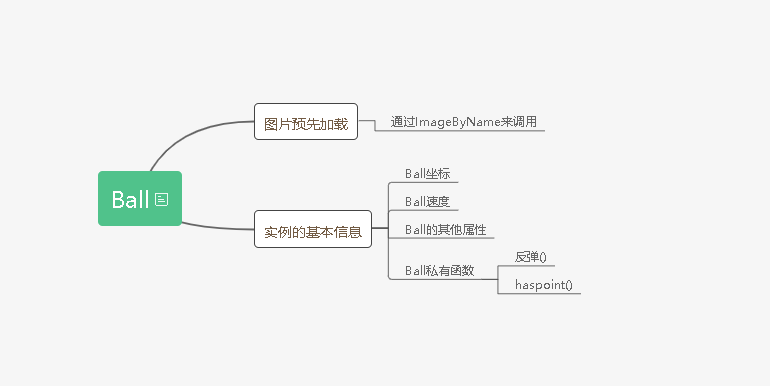 Ball
图片预先加载
通过ImageByName来调用
实例的基本信息
Ball坐标
Ball速度
Ball的其他属性
Ball私有函数
反弹()
haspoint()